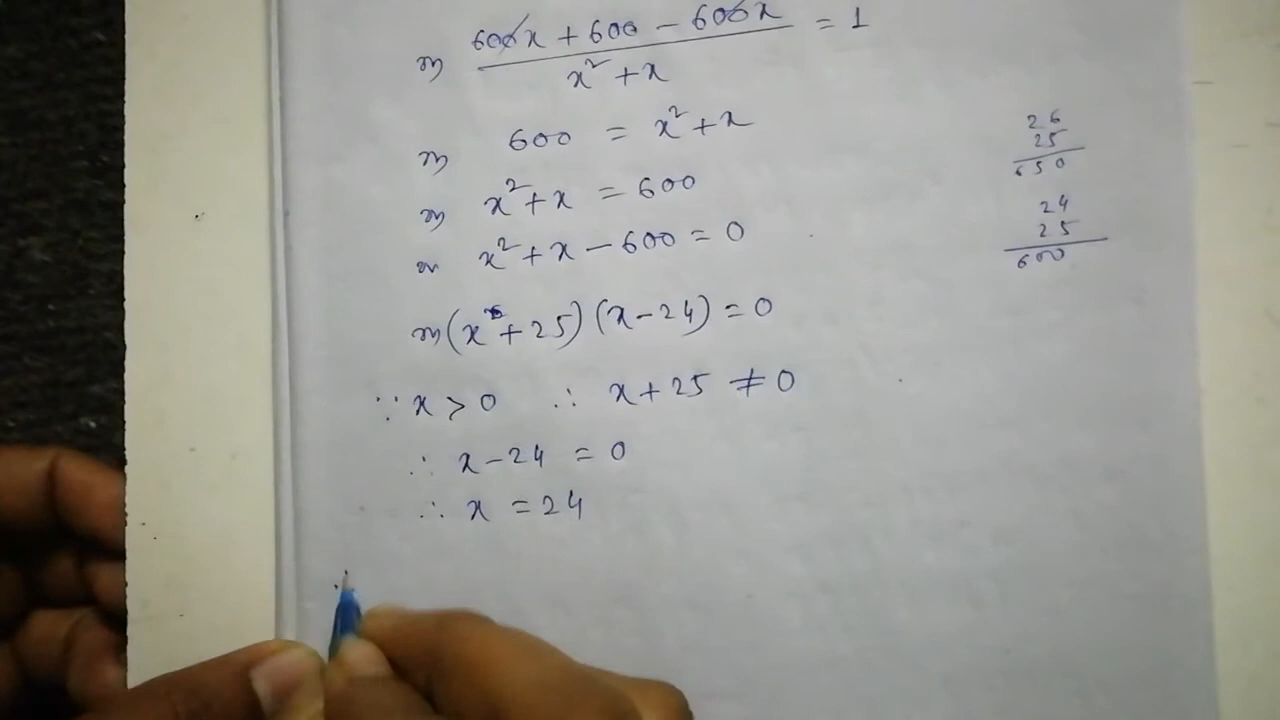 ⇒ (600x + 600 - 600x)/(x² + x) = 1
⇒ 600 = x² + x
⇒ x² + x = 600
or x² + x - 600 = 0
⇒ (x + 25) (x - 24) = 0
∵ x > 0 ∴ x + 25 ≠ 0
∴ x - 24 = 0
∴ x = 24
26
25
650
24
25
600